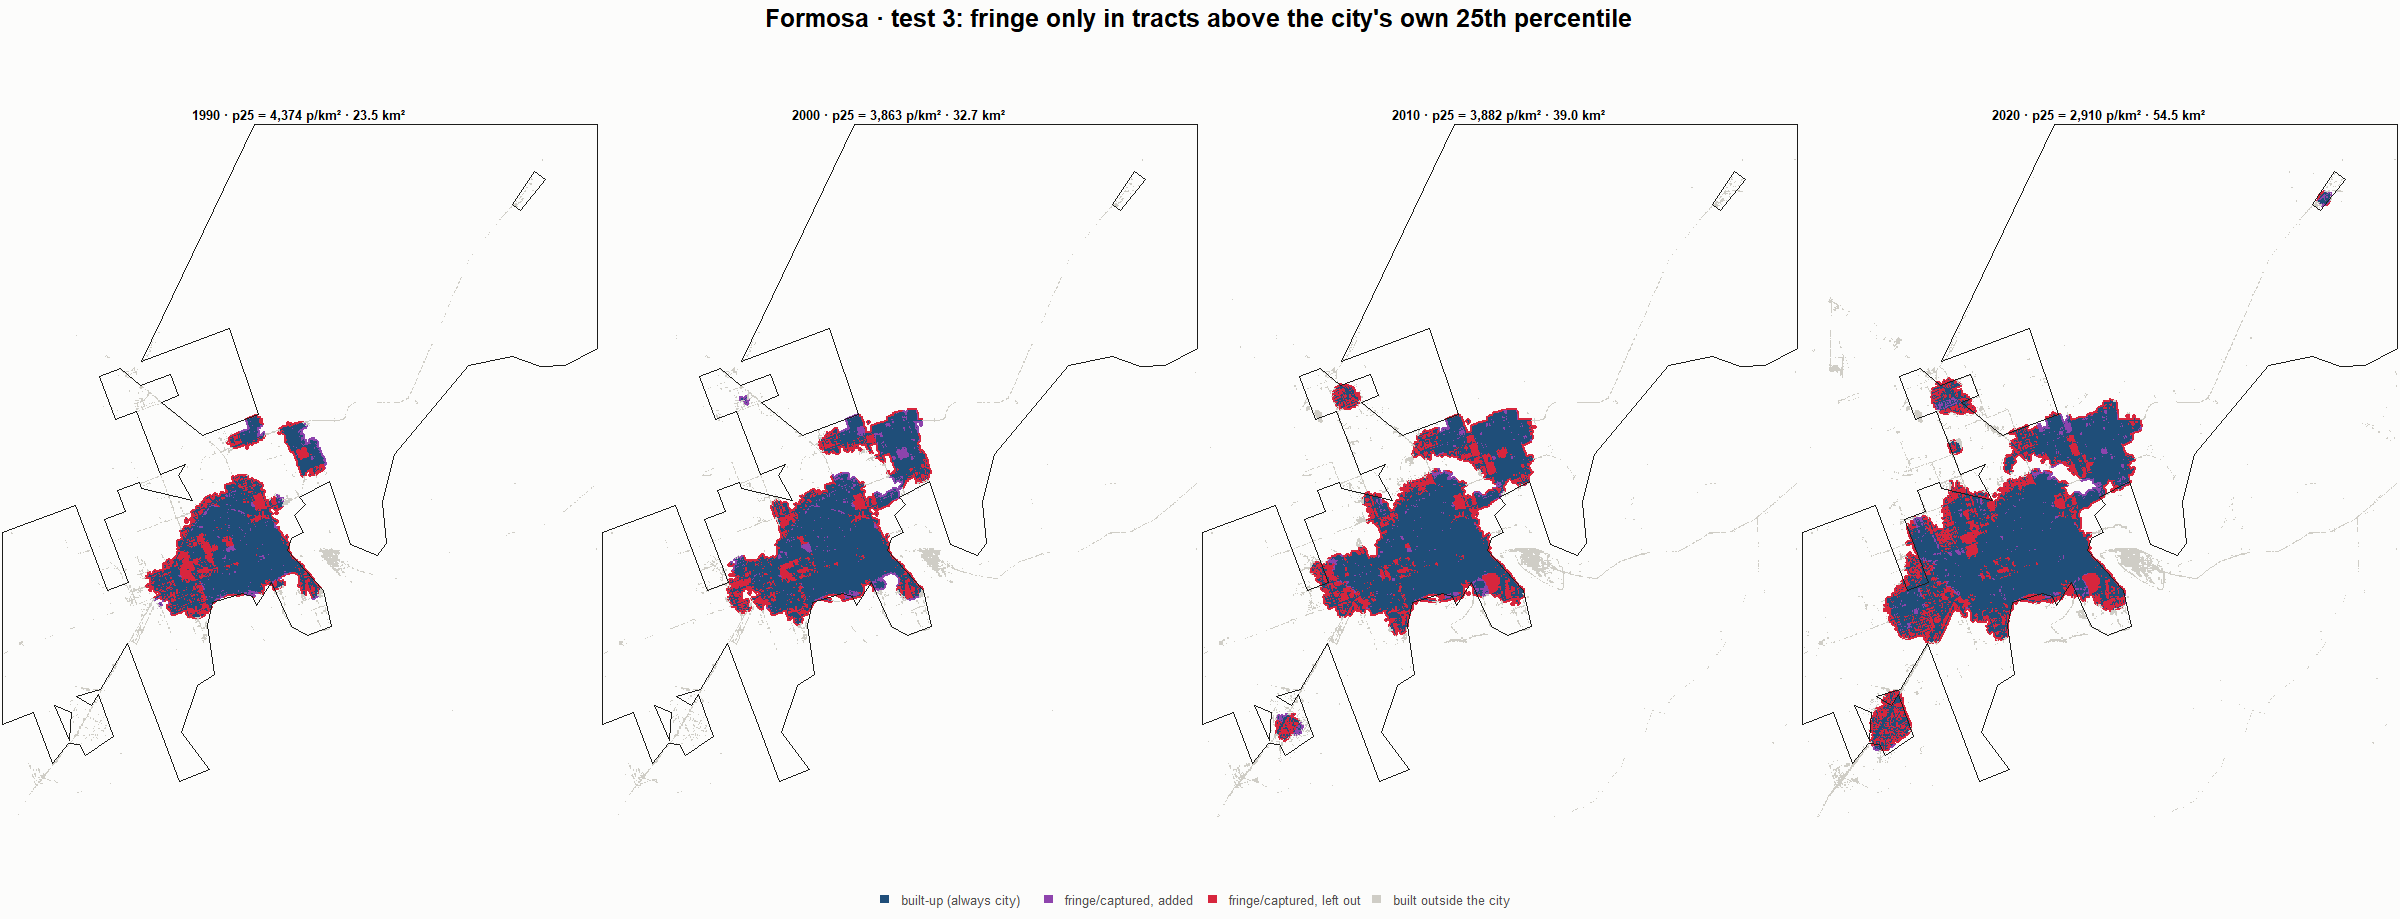 Formosa · test 3: fringe only in tracts above the city's own 25th percentile
1990 · p25 = 4,374 p/km² · 23.5 km²
2000 · p25 = 3,863 p/km² · 32.7 km²
2010 · p25 = 3,882 p/km² · 39.0 km²
2020 · p25 = 2,910 p/km² · 54.5 km²
built-up (always city)
fringe/captured, added
fringe/captured, left out
built outside the city